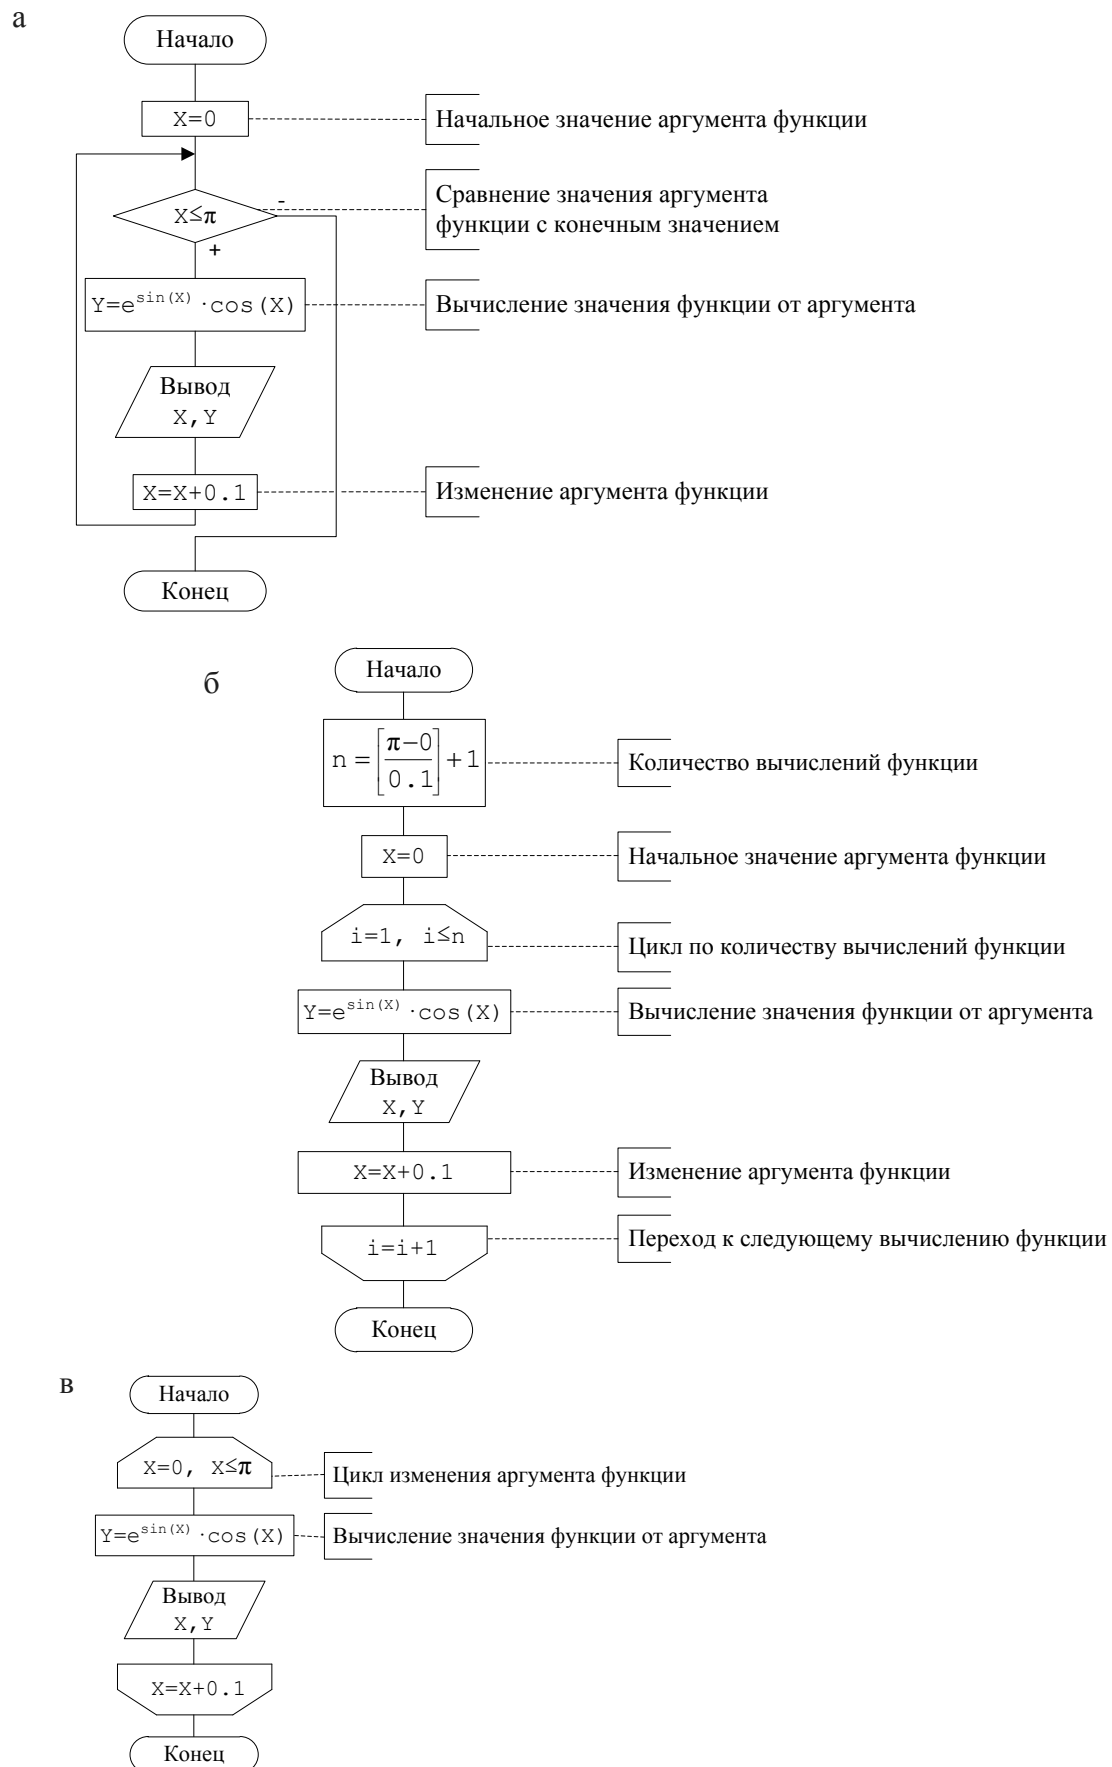 а
Начало
X=0
Начальное значение аргумента функции
X≤π
-
+
Сравнение значения аргумента
функции с конечным значением
Y=e^sin(X)·cos(X)
Вычисление значения функции от аргумента
Вывод
X,Y
X=X+0.1
Изменение аргумента функции
Конец
б
Начало
n = [(π−0)/0.1] + 1
Количество вычислений функции
X=0
Начальное значение аргумента функции
i=1, i≤n
Цикл по количеству вычислений функции
Y=e^sin(X)·cos(X)
Вычисление значения функции от аргумента
Вывод
X,Y
X=X+0.1
Изменение аргумента функции
i=i+1
Переход к следующему вычислению функции
Конец
в
Начало
X=0, X≤π
Цикл изменения аргумента функции
Y=e^sin(X)·cos(X)
Вычисление значения функции от аргумента
Вывод
X,Y
X=X+0.1
Конец